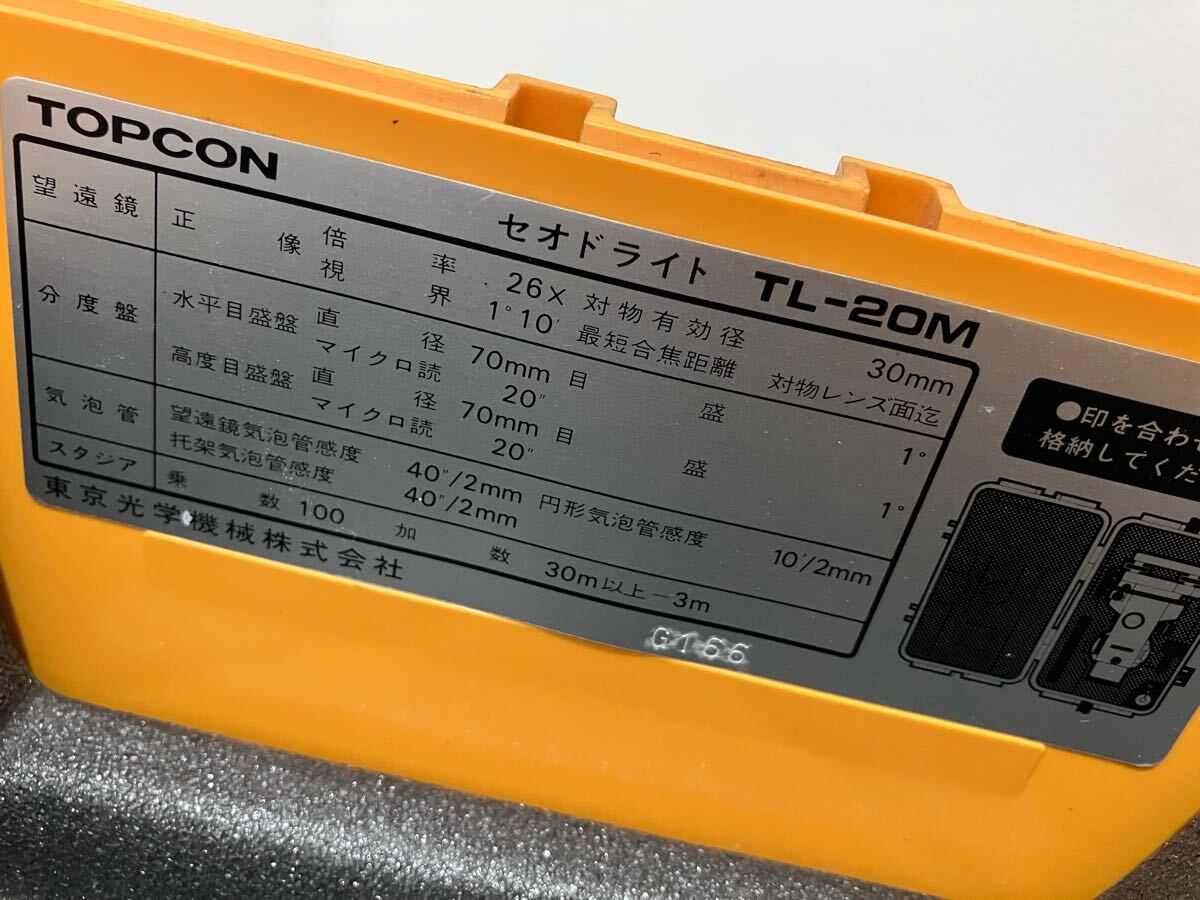 TOPCON
セオドライト TL-20M
望遠鏡 正像 倍率 26× 対物有効径 30mm
視界 1°10′ 最短合焦距離 対物レンズ面迄
分度盤 水平目盛盤 直径 70mm 目盛 1°
マイクロ読 20″
高度目盛盤 直径 70mm 目盛 1°
マイクロ読 20″
気泡管 望遠鏡気泡管感度 40″/2mm 円形気泡管感度 10′/2mm
托架気泡管感度 40″/2mm
スタジア 乗数 100 加数 30m以上-3m
東京光学機械株式会社
G166
●印を合わせ
格納してくだ